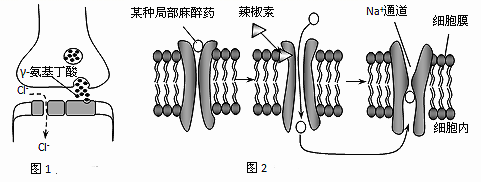 γ-氨基丁酸
Cl-
Cl-
图 1
某种局部麻醉药
辣椒素
Na+通道
细胞膜
细胞内
图 2